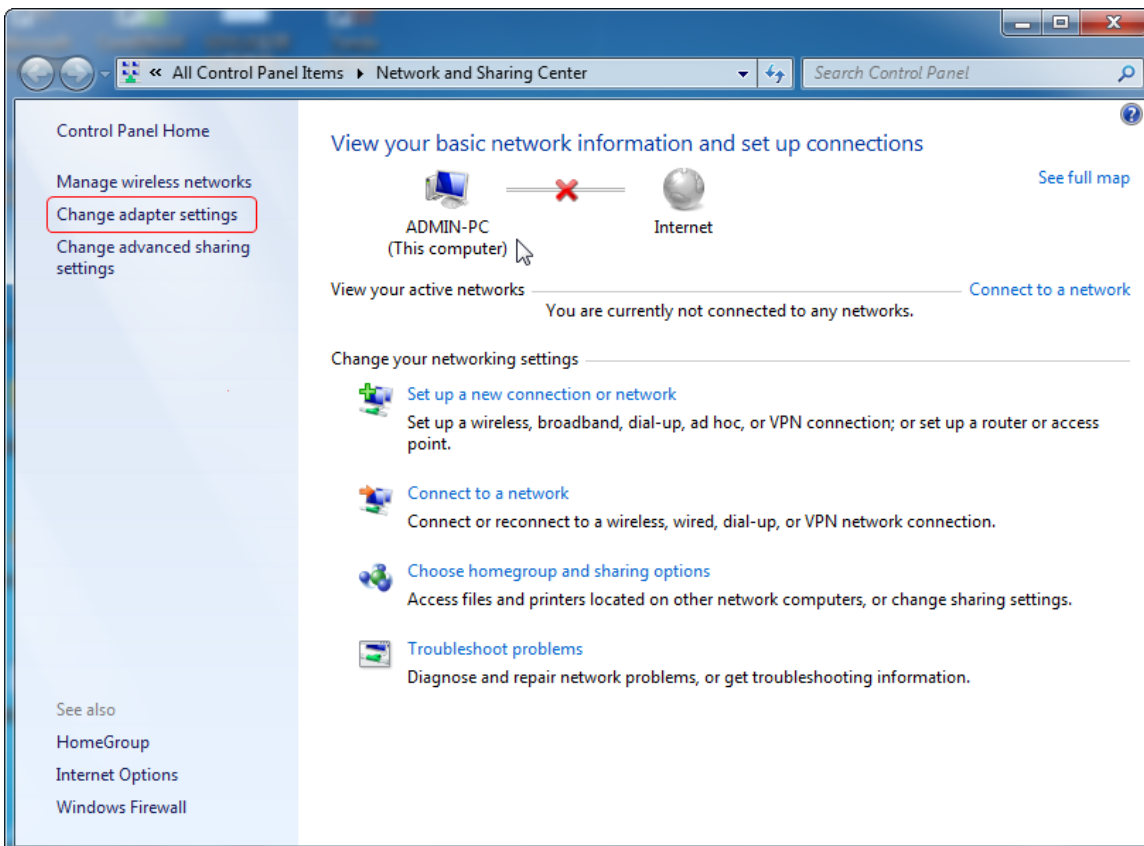 « All Control Panel Items ▸ Network and Sharing Center
Search Control Panel
Control Panel Home
Manage wireless networks
Change adapter settings
Change advanced sharing
settings
See also
HomeGroup
Internet Options
Windows Firewall
View your basic network information and set up connections
See full map
ADMIN-PC
(This computer)
Internet
View your active networks
Connect to a network
You are currently not connected to any networks.
Change your networking settings
Set up a new connection or network
Set up a wireless, broadband, dial-up, ad hoc, or VPN connection; or set up a router or access
point.
Connect to a network
Connect or reconnect to a wireless, wired, dial-up, or VPN network connection.
Choose homegroup and sharing options
Access files and printers located on other network computers, or change sharing settings.
Troubleshoot problems
Diagnose and repair network problems, or get troubleshooting information.